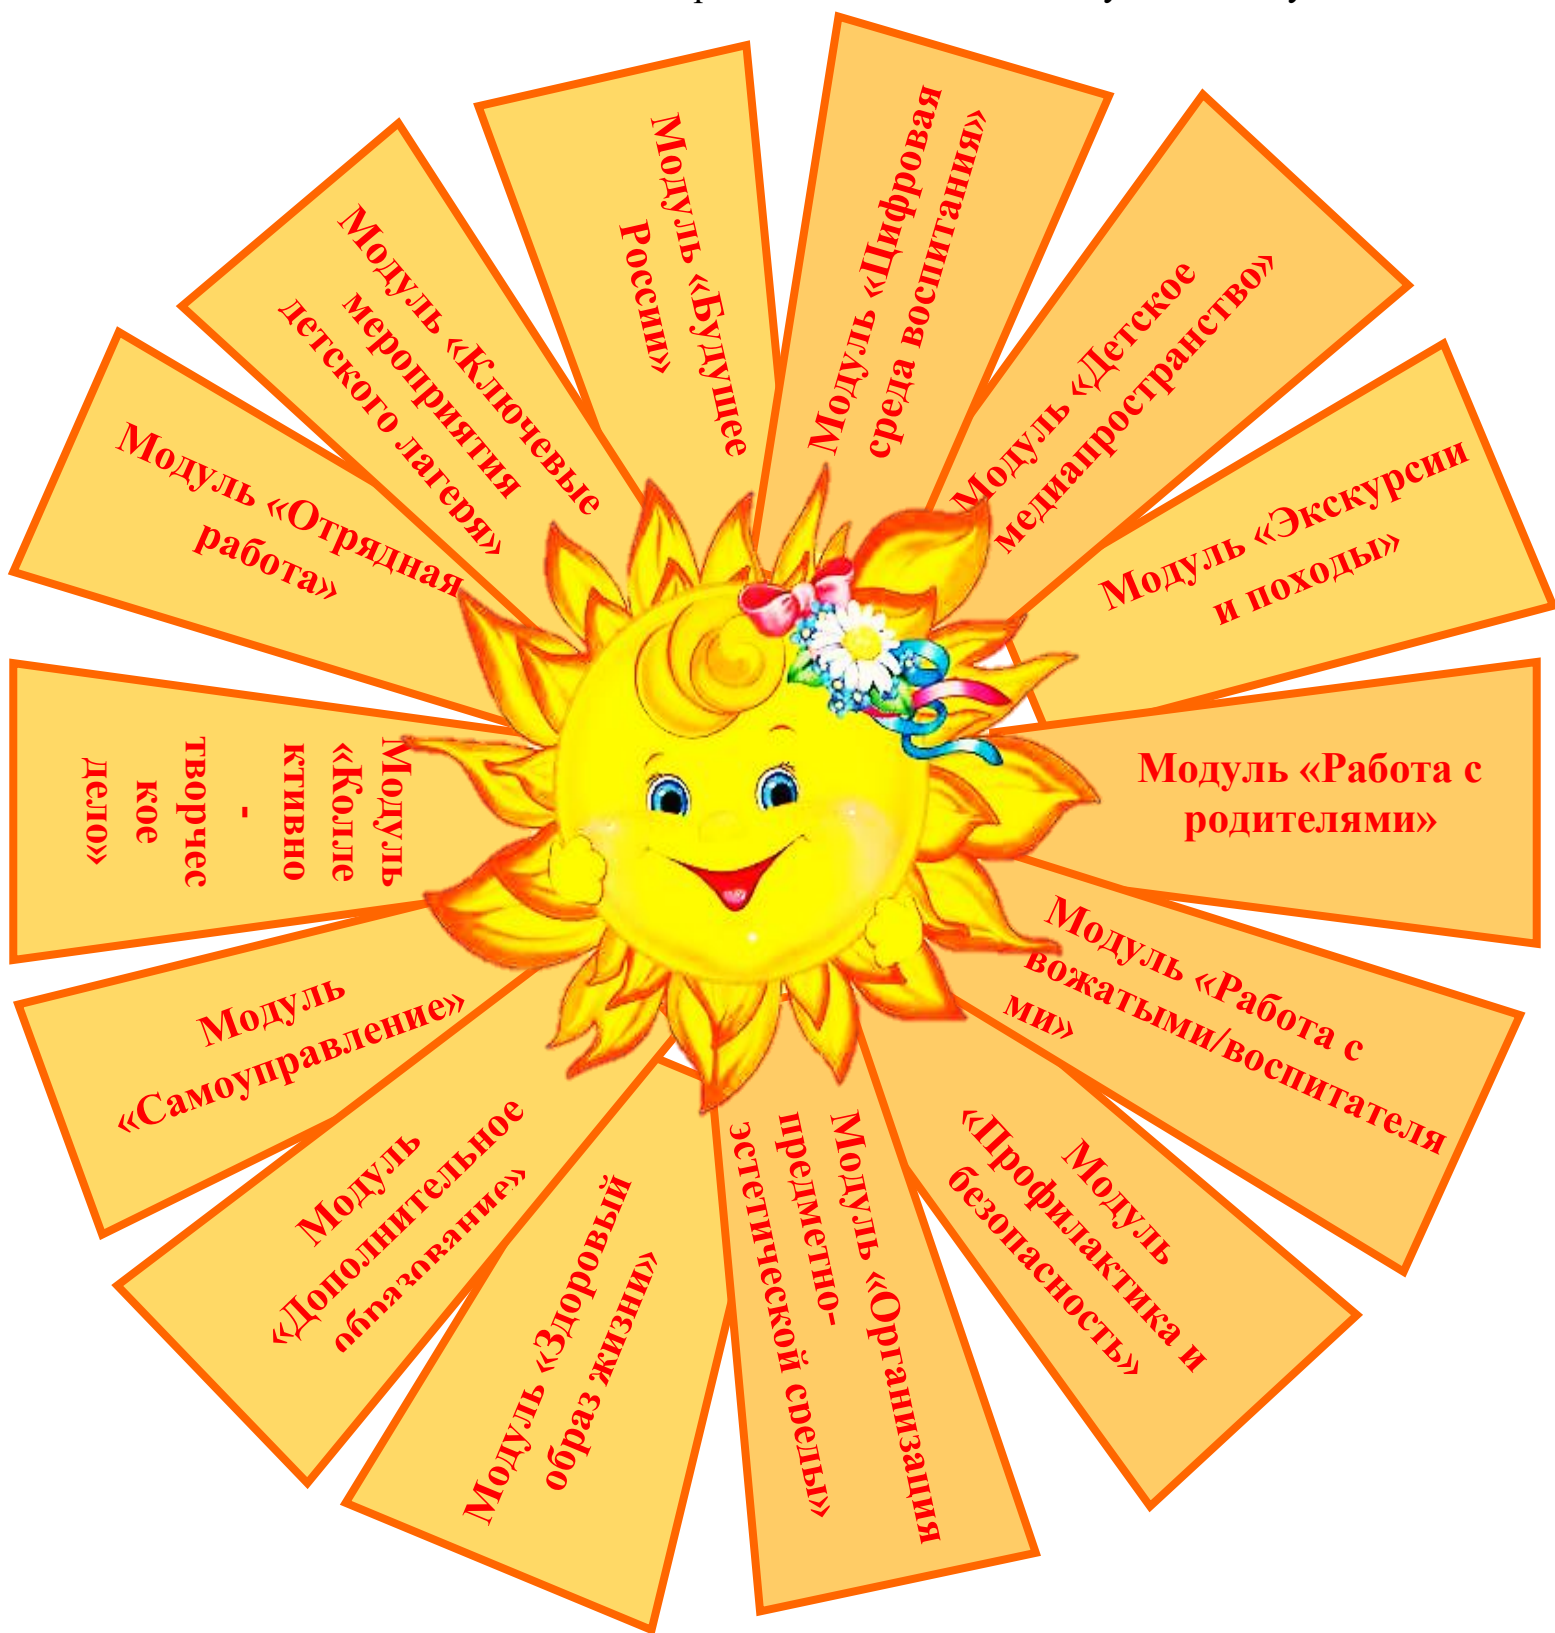 Модуль «Будущее
России»
Модуль «Цифровая
среда воспитания»
Модуль «Детское
медиапространство»
Модуль «Экскурсии
и походы»
Модуль «Работа с
родителями»
Модуль «Работа с
вожатыми/воспитателя
ми»
Модуль
«Профилактика и
безопасность»
Модуль «Организация
предметно-
эстетической среды»
Модуль «Здоровый
образ жизни»
Модуль
«Дополнительное
образование»
Модуль
«Самоуправление»
Модуль
«Колле
ктивно
-
творчес
кое
дело»
Модуль «Отрядная
работа»
Модуль «Ключевые
мероприятия
детского лагеря»